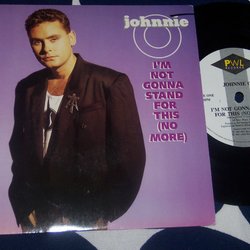 johnnie
O
I'M
NOT
GONNA
STAND
FOR
THIS
(NO
MORE)
PWL
RECORDS
JOHNNIE
I'M NOT GONNA
FOR THIS (NO